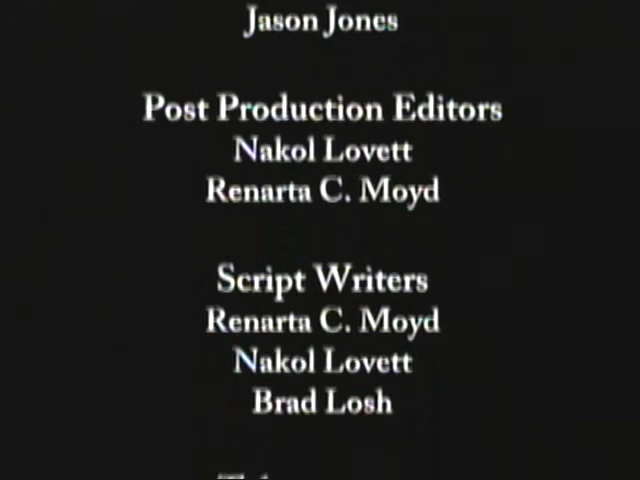 Jason Jones
Post Production Editors
Nakol Lovett
Renarta C. Moyd
Script Writers
Renarta C. Moyd
Nakol Lovett
Brad Losh